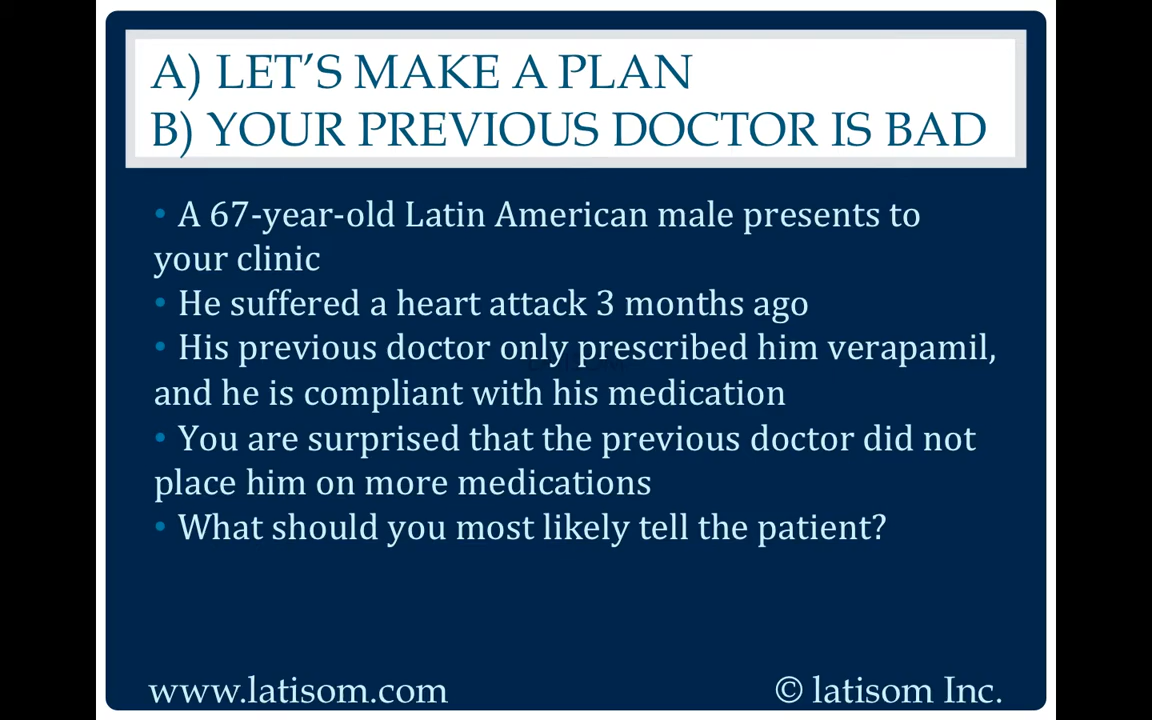 A) LET’S MAKE A PLAN
B) YOUR PREVIOUS DOCTOR IS BAD
• A 67-year-old Latin American male presents to
your clinic
• He suffered a heart attack 3 months ago
• His previous doctor only prescribed him verapamil,
and he is compliant with his medication
• You are surprised that the previous doctor did not
place him on more medications
• What should you most likely tell the patient?
www.latisom.com
© latisom Inc.